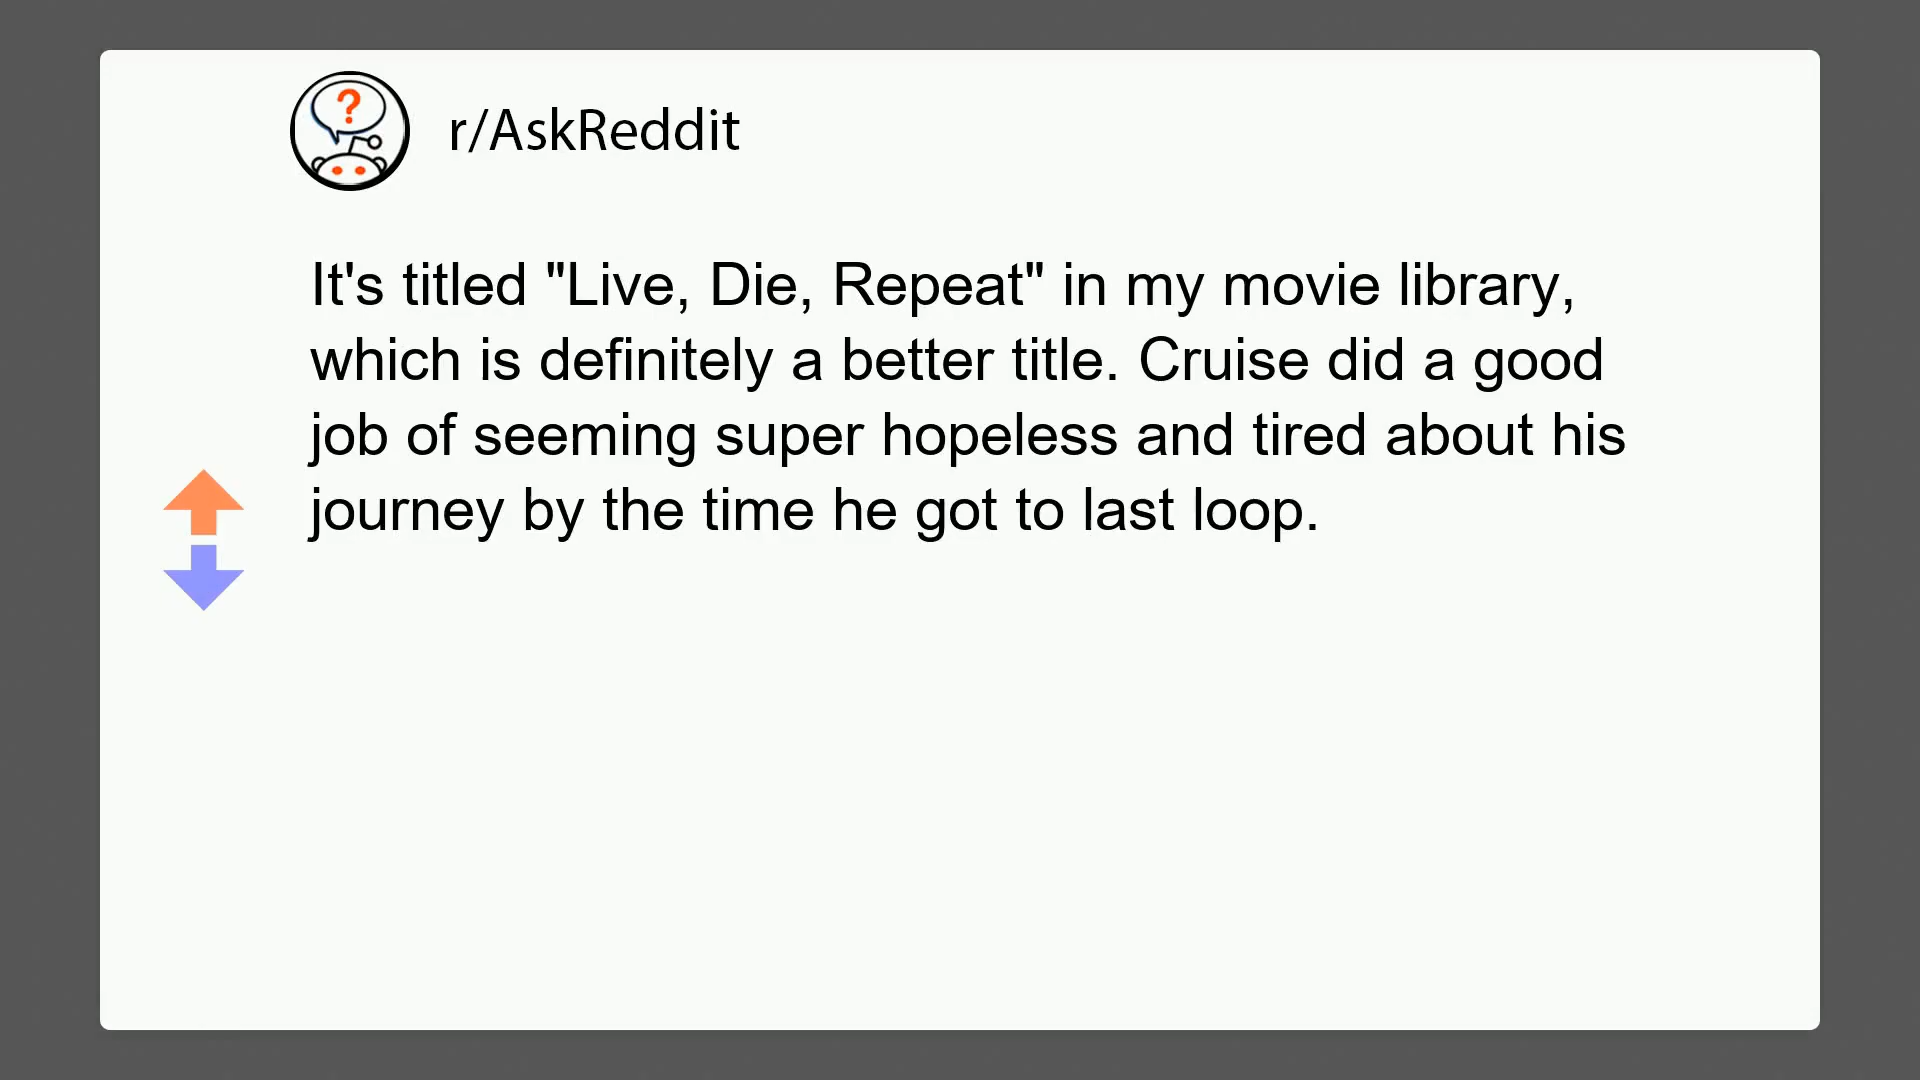 ?
r/AskReddit
It's titled "Live, Die, Repeat" in my movie library,
which is definitely a better title. Cruise did a good
job of seeming super hopeless and tired about his
journey by the time he got to last loop.